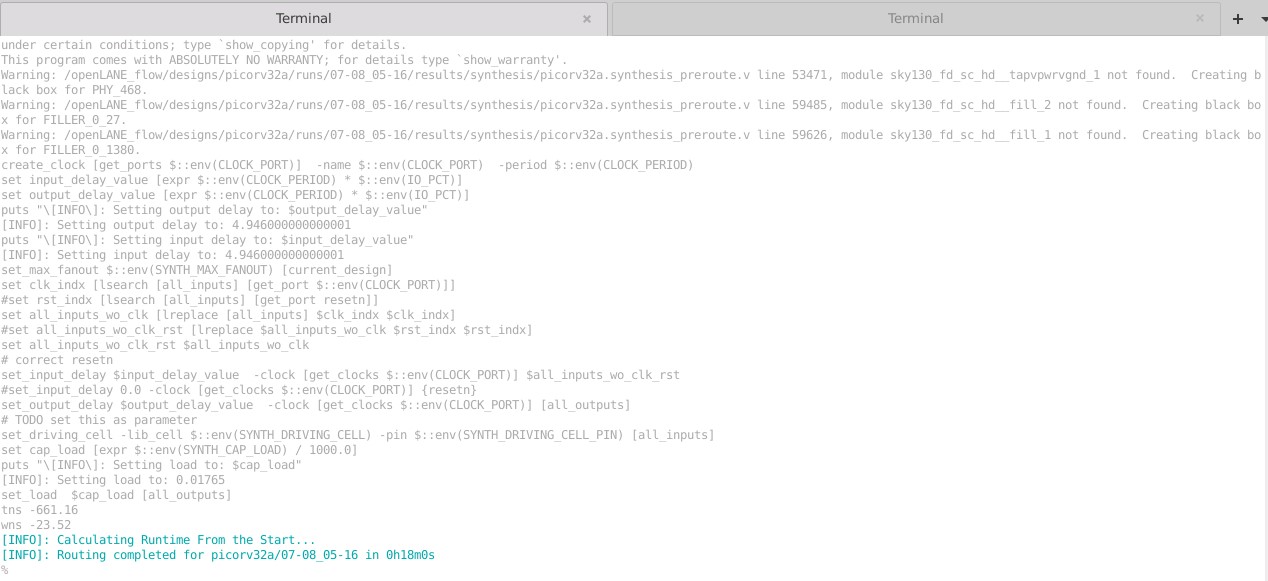 Terminal
Terminal
under certain conditions; type `show_copying' for details.
This program comes with ABSOLUTELY NO WARRANTY; for details type `show_warranty'.
Warning: /openLANE_flow/designs/picorv32a/runs/07-08_05-16/results/synthesis/picorv32a.synthesis_preroute.v line 53471, module sky130_fd_sc_hd__tapvpwrvgnd_1 not found.  Creating b
lack box for PHY_468.
Warning: /openLANE_flow/designs/picorv32a/runs/07-08_05-16/results/synthesis/picorv32a.synthesis_preroute.v line 59485, module sky130_fd_sc_hd__fill_2 not found.  Creating black bo
x for FILLER_0_27.
Warning: /openLANE_flow/designs/picorv32a/runs/07-08_05-16/results/synthesis/picorv32a.synthesis_preroute.v line 59626, module sky130_fd_sc_hd__fill_1 not found.  Creating black bo
x for FILLER_0_1380.
create_clock [get_ports $::env(CLOCK_PORT)]  -name $::env(CLOCK_PORT)  -period $::env(CLOCK_PERIOD)
set input_delay_value [expr $::env(CLOCK_PERIOD) * $::env(IO_PCT)]
set output_delay_value [expr $::env(CLOCK_PERIOD) * $::env(IO_PCT)]
puts "\[INFO\]: Setting output delay to: $output_delay_value"
[INFO]: Setting output delay to: 4.946000000000001
puts "\[INFO\]: Setting input delay to: $input_delay_value"
[INFO]: Setting input delay to: 4.946000000000001
set_max_fanout $::env(SYNTH_MAX_FANOUT) [current_design]
set clk_indx [lsearch [all_inputs] [get_port $::env(CLOCK_PORT)]]
#set rst_indx [lsearch [all_inputs] [get_port resetn]]
set all_inputs_wo_clk [lreplace [all_inputs] $clk_indx $clk_indx]
#set all_inputs_wo_clk_rst [lreplace $all_inputs_wo_clk $rst_indx $rst_indx]
set all_inputs_wo_clk_rst $all_inputs_wo_clk
# correct resetn
set_input_delay $input_delay_value  -clock [get_clocks $::env(CLOCK_PORT)] $all_inputs_wo_clk_rst
#set_input_delay 0.0 -clock [get_clocks $::env(CLOCK_PORT)] {resetn}
set_output_delay $output_delay_value  -clock [get_clocks $::env(CLOCK_PORT)] [all_outputs]
# TODO set this as parameter
set_driving_cell -lib_cell $::env(SYNTH_DRIVING_CELL) -pin $::env(SYNTH_DRIVING_CELL_PIN) [all_inputs]
set cap_load [expr $::env(SYNTH_CAP_LOAD) / 1000.0]
puts "\[INFO\]: Setting load to: $cap_load"
[INFO]: Setting load to: 0.01765
set_load  $cap_load [all_outputs]
tns -661.16
wns -23.52
[INFO]: Calculating Runtime From the Start...
[INFO]: Routing completed for picorv32a/07-08_05-16 in 0h18m0s
%